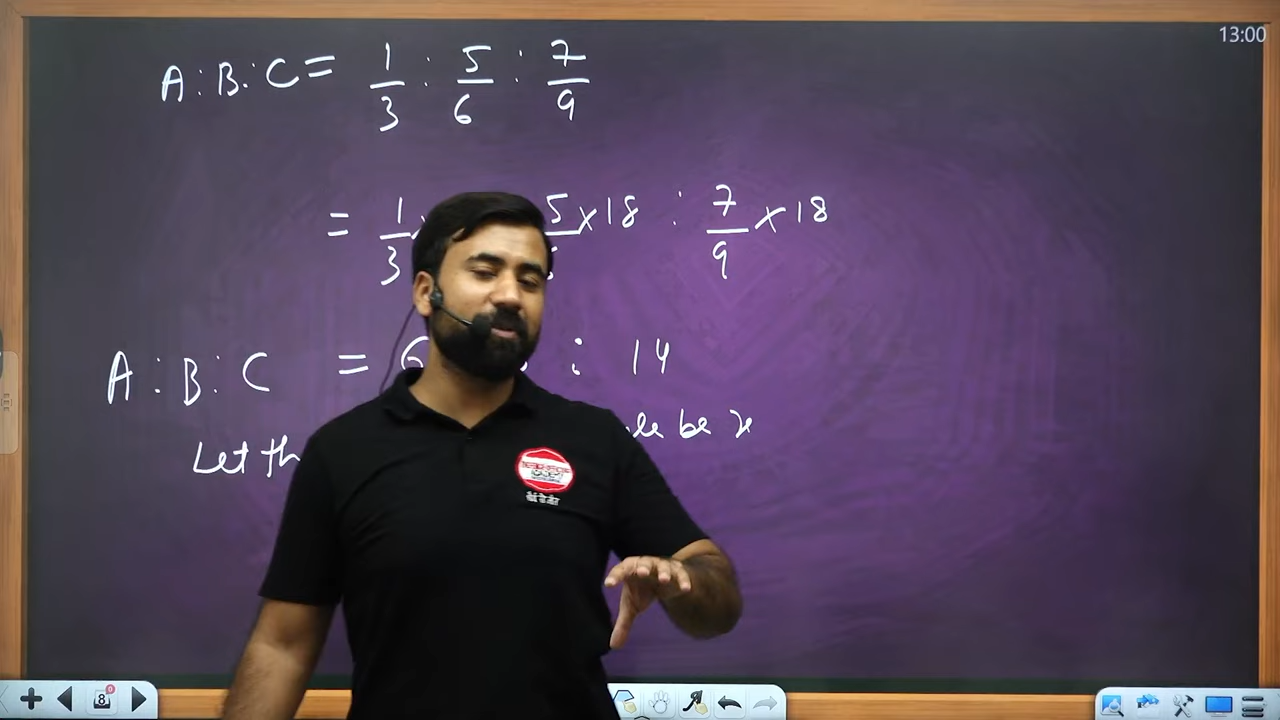 13:00
A : B : C = 1/3 : 5/6 : 7/9
= 1/3 5 ×18 : 7/9 ×18
A : B : C = 6 : 14
Let th be x
8